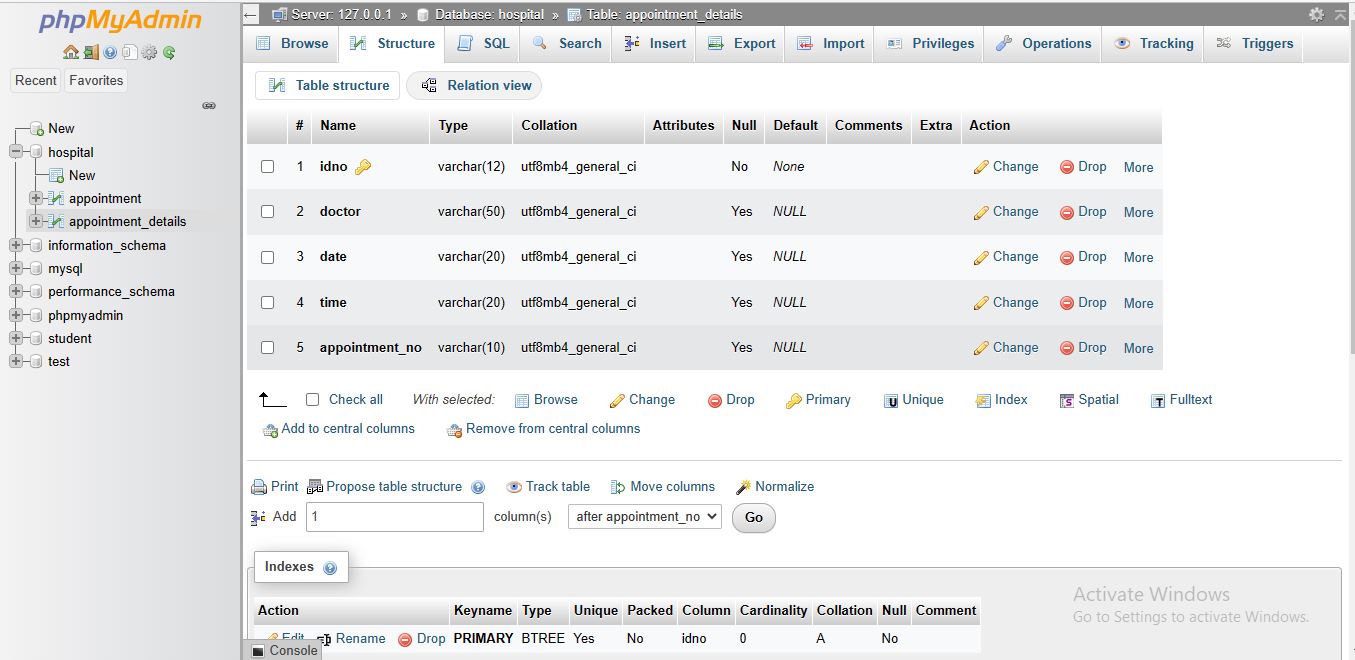 phpMyAdmin
Recent Favorites
New
hospital
New
appointment
appointment_details
information_schema
mysql
performance_schema
phpmyadmin
student
test
Server: 127.0.0.1 » Database: hospital » Table: appointment_details
Browse Structure SQL Search Insert Export Import Privileges Operations Tracking Triggers
Table structure Relation view
# Name Type Collation Attributes Null Default Comments Extra Action
1 idno varchar(12) utf8mb4_general_ci No None Change Drop More
2 doctor varchar(50) utf8mb4_general_ci Yes NULL Change Drop More
3 date varchar(20) utf8mb4_general_ci Yes NULL Change Drop More
4 time varchar(20) utf8mb4_general_ci Yes NULL Change Drop More
5 appointment_no varchar(10) utf8mb4_general_ci Yes NULL Change Drop More
Check all With selected: Browse Change Drop Primary Unique Index Spatial Fulltext
Add to central columns Remove from central columns
Print Propose table structure Track table Move columns Normalize
Add 1 column(s) after appointment_no Go
Indexes
Action Keyname Type Unique Packed Column Cardinality Collation Null Comment
Edit Rename Drop PRIMARY BTREE Yes No idno 0 A No
Console
Activate Windows
Go to Settings to activate Windows.